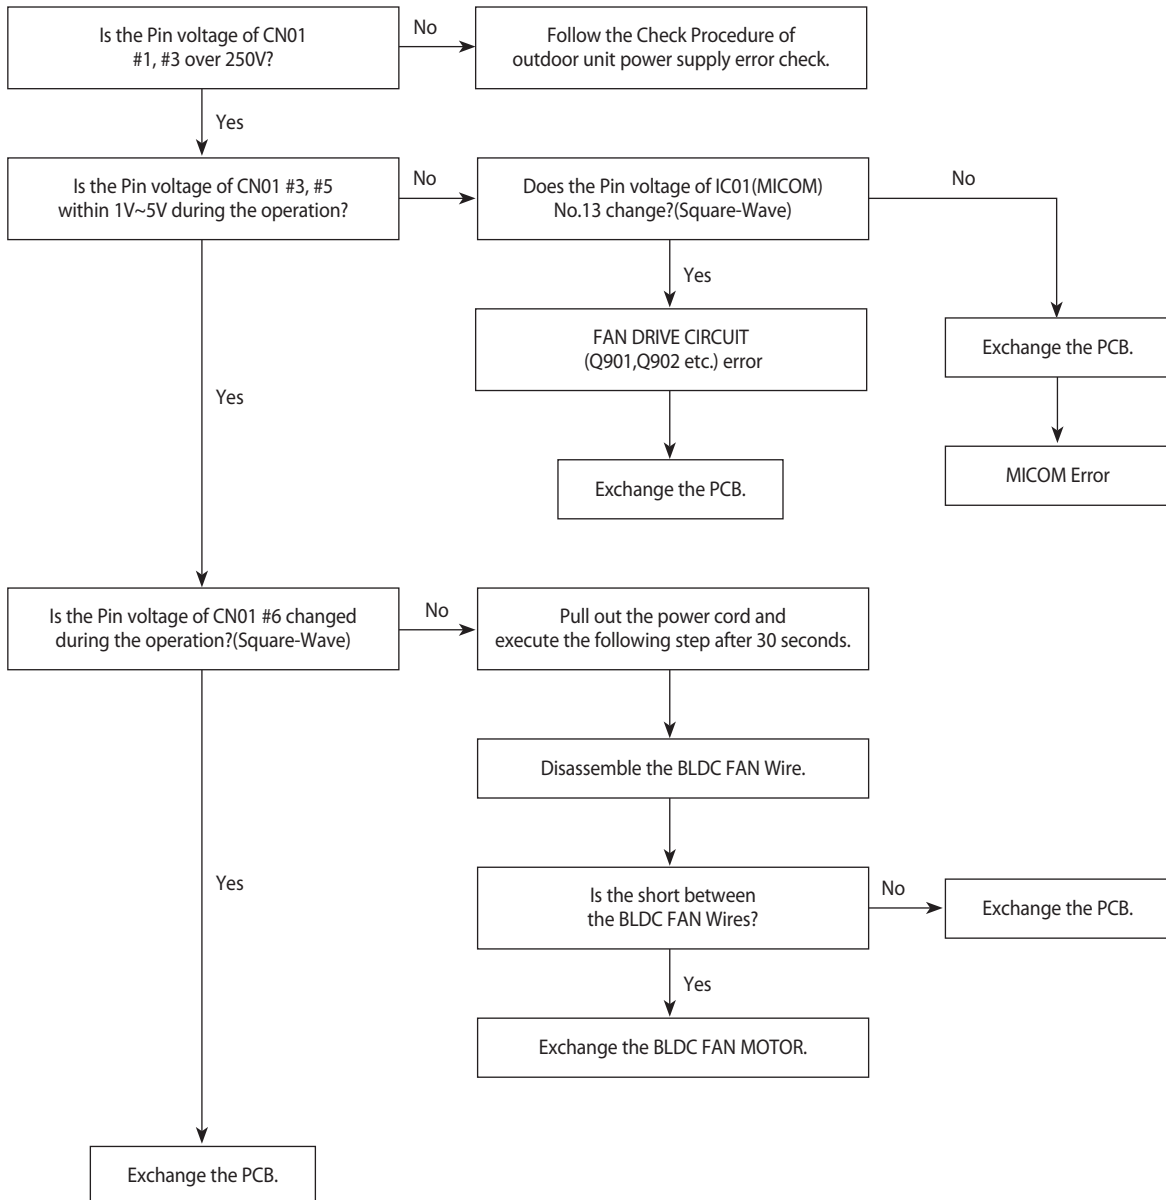 Is the Pin voltage of CN01
#1, #3 over 250V?
No
Follow the Check Procedure of
outdoor unit power supply error check.
Yes
Is the Pin voltage of CN01 #3, #5
within 1V~5V during the operation?
No
Does the Pin voltage of IC01(MICOM)
No.13 change?(Square-Wave)
No
Yes
FAN DRIVE CIRCUIT
(Q901,Q902 etc.) error
Exchange the PCB.
Exchange the PCB.
MICOM Error
Yes
Is the Pin voltage of CN01 #6 changed
during the operation?(Square-Wave)
No
Pull out the power cord and
execute the following step after 30 seconds.
Disassemble the BLDC FAN Wire.
Is the short between
the BLDC FAN Wires?
No
Exchange the PCB.
Yes
Exchange the BLDC FAN MOTOR.
Yes
Exchange the PCB.